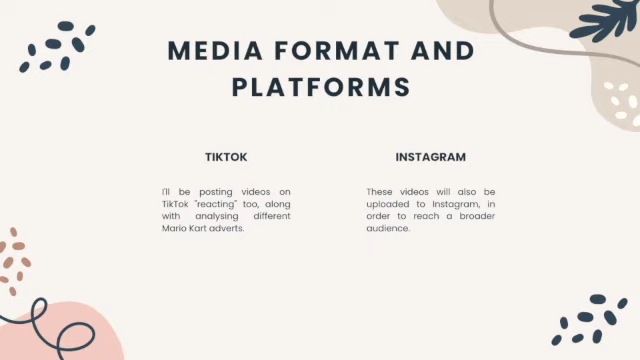 MEDIA FORMAT AND
PLATFORMS
TIKTOK
I'll be posting videos on
TikTok "reacting" too, along
with analysing different
Mario Kart adverts.
INSTAGRAM
These videos will also be
uploaded to Instagram, in
order to reach a broader
audience.